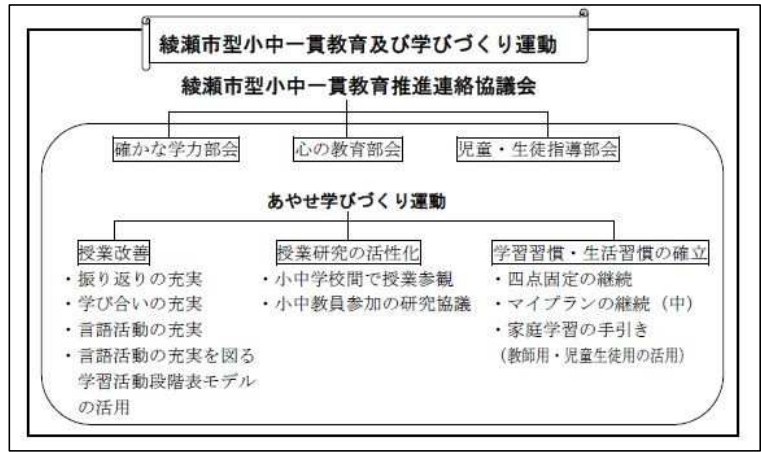 綾瀬市型小中一貫教育及び学びづくり運動
綾瀬市型小中一貫教育推進連絡協議会
確かな学力部会
心の教育部会
児童・生徒指導部会
あやせ学びづくり運動
授業改善
・振り返りの充実
・学び合いの充実
・言語活動の充実
・言語活動の充実を図る
学習活動段階表モデル
の活用
授業研究の活性化
・小中学校間で授業参観
・小中教員参加の研究協議
学習習慣・生活習慣の確立
・四点固定の継続
・マイプランの継続（中）
・家庭学習の手引き
（教師用・児童生徒用の活用）